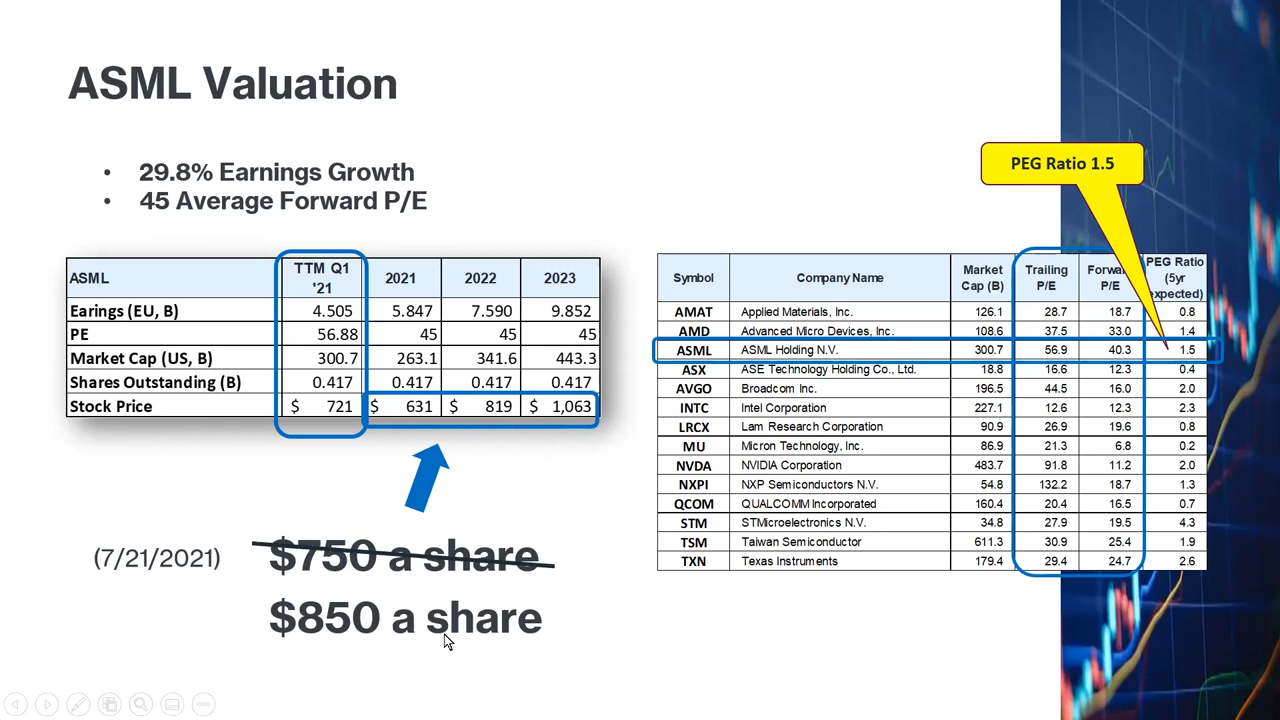 ASML Valuation
• 29.8% Earnings Growth
• 45 Average Forward P/E
ASML TTM Q1 '21 2021 2022 2023
Earings (EU, B) 4.505 5.847 7.590 9.852
PE 56.88 45 45 45
Market Cap (US, B) 300.7 263.1 341.6 443.3
Shares Outstanding (B) 0.417 0.417 0.417 0.417
Stock Price $ 721 $ 631 $ 819 $ 1,063
(7/21/2021) $750 a share
$850 a share
PEG Ratio 1.5
Symbol Company Name Market Cap (B) Trailing P/E Forward P/E PEG Ratio (5yr expected)
AMAT Applied Materials, Inc. 126.1 28.7 18.7 0.8
AMD Advanced Micro Devices, Inc. 108.6 37.5 33.0 1.4
ASML ASML Holding N.V. 300.7 56.9 40.3 1.5
ASX ASE Technology Holding Co., Ltd. 18.8 16.6 12.3 0.4
AVGO Broadcom Inc. 196.5 44.5 16.0 2.0
INTC Intel Corporation 227.1 12.6 12.3 2.3
LRCX Lam Research Corporation 90.9 26.9 19.6 0.8
MU Micron Technology, Inc. 86.9 21.3 6.8 0.2
NVDA NVIDIA Corporation 483.7 91.8 11.2 2.0
NXPI NXP Semiconductors N.V. 54.8 132.2 18.7 1.3
QCOM QUALCOMM Incorporated 160.4 20.4 16.5 0.7
STM STMicroelectronics N.V. 34.8 27.9 19.5 4.3
TSM Taiwan Semiconductor 611.3 30.9 25.4 1.9
TXN Texas Instruments 179.4 29.4 24.7 2.6